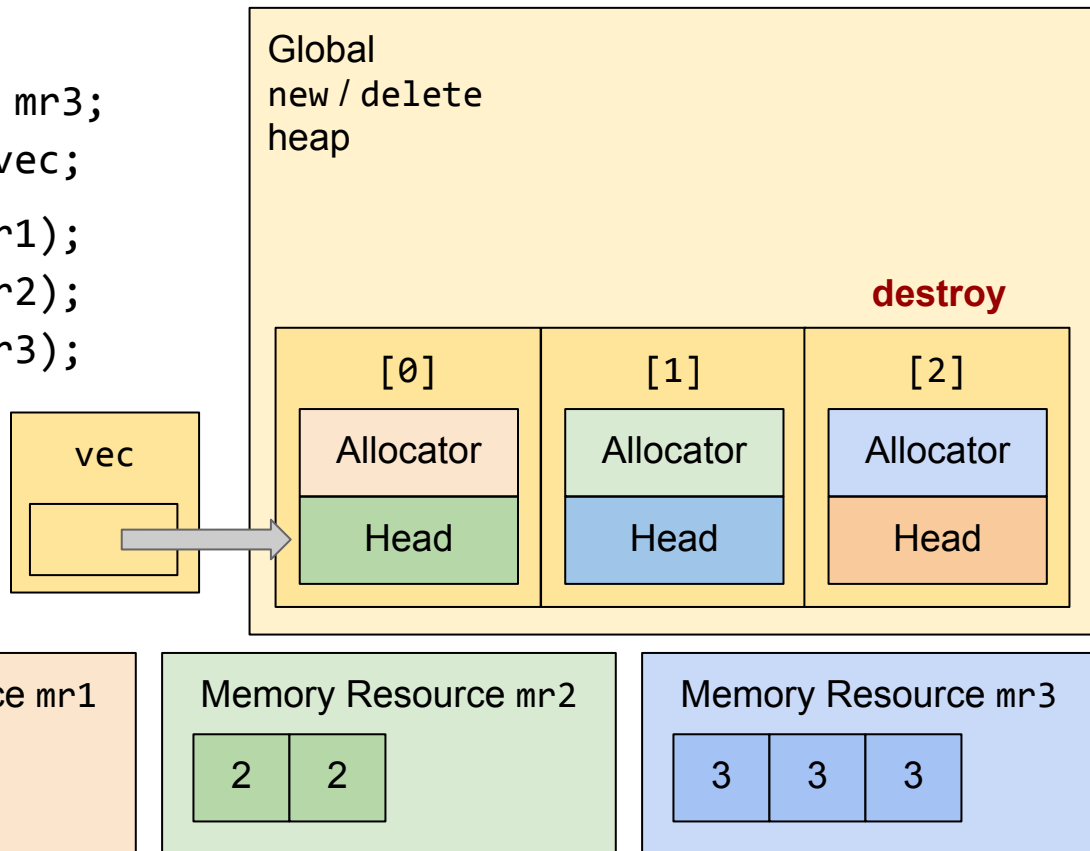 Global
new / delete
heap
mr3;
vec;
r1);
r2);
r3);
destroy
[0]
[1]
[2]
vec
Allocator
Allocator
Allocator
Head
Head
Head
ce mr1
Memory Resource mr2
Memory Resource mr3
2 2
3 3 3